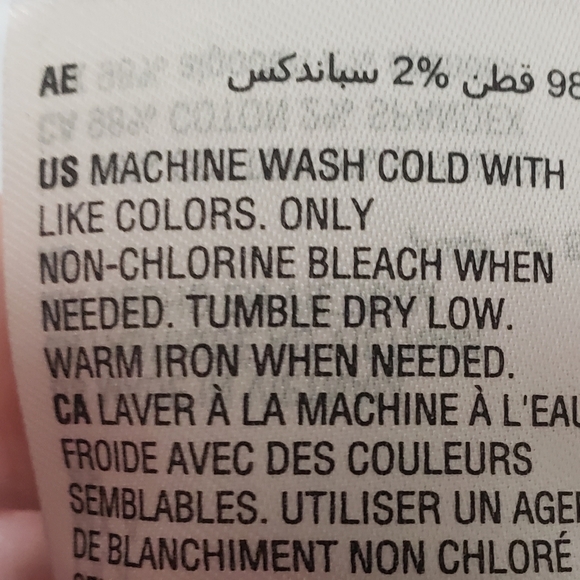 AE 98 قطن 2% سباندكس
US MACHINE WASH COLD WITH
LIKE COLORS. ONLY
NON-CHLORINE BLEACH WHEN
NEEDED. TUMBLE DRY LOW.
WARM IRON WHEN NEEDED.
CA LAVER À LA MACHINE À L'EAU
FROIDE AVEC DES COULEURS
SEMBLABLES. UTILISER UN AGE
DE BLANCHIMENT NON CHLORÉ